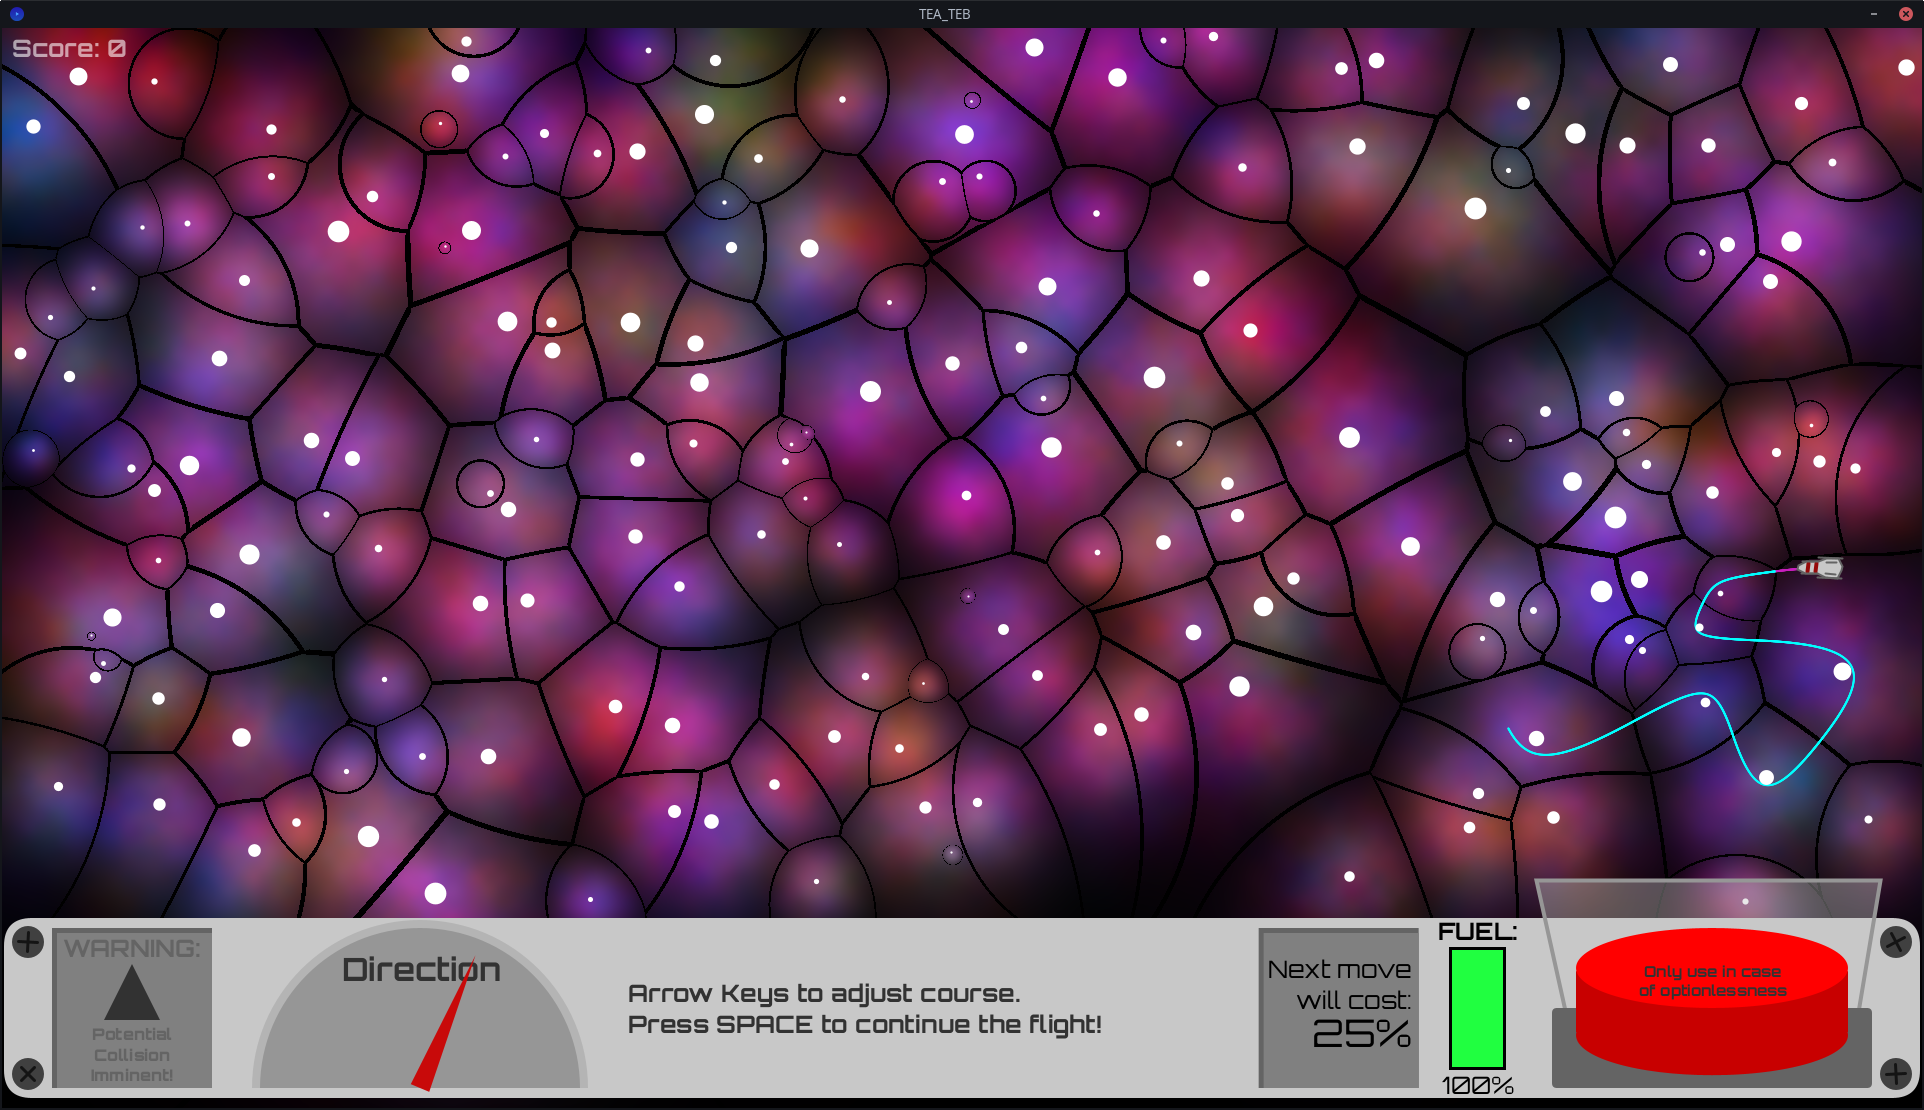 TEA_TEB
Score: 0
WARNING:
Potential
Collision
Imminent!
Direction
Arrow Keys to adjust course.
Press SPACE to continue the flight!
Next move
will cost:
25%
FUEL:
100%
Only use in case
of optionlessness